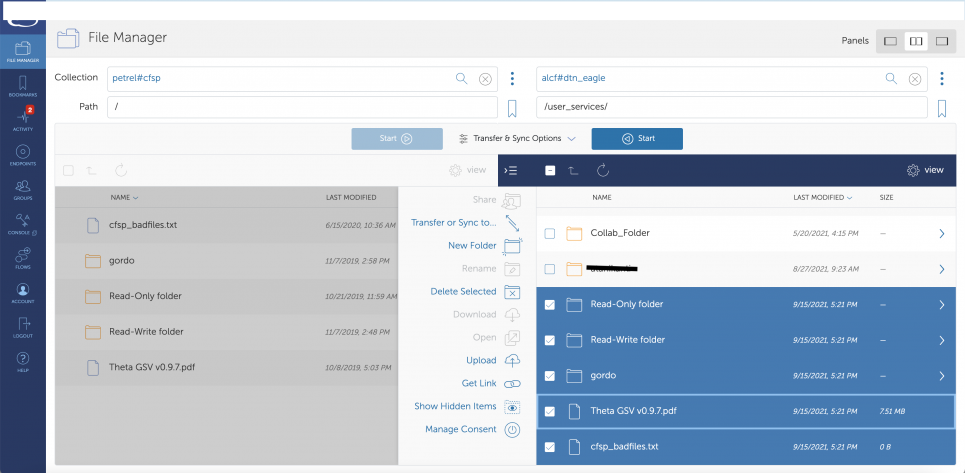 File Manager
Panels
FILE MANAGER
BOOKMARKS
2
ACTIVITY
ENDPOINTS
GROUPS
CONSOLE
FLOWS
ACCOUNT
LOGOUT
HELP
Collection petrel#cfsp
Path /
alcf#dtn_eagle
/user_services/
Start Transfer & Sync Options Start
view
NAME LAST MODIFIED
cfsp_badfiles.txt 6/15/2020, 10:36 AM
gordo 11/7/2019, 2:58 PM
Read-Only folder 10/21/2019, 11:59 AM
Read-Write folder 11/7/2019, 2:48 PM
Theta GSV v0.9.7.pdf 10/8/2019, 5:03 PM
Share
Transfer or Sync to...
New Folder
Rename
Delete Selected
Download
Open
Upload
Get Link
Show Hidden Items
Manage Consent
view
NAME LAST MODIFIED SIZE
Collab_Folder 5/20/2021, 4:15 PM –
8/27/2021, 9:23 AM –
Read-Only folder 9/15/2021, 5:21 PM –
Read-Write folder 9/15/2021, 5:21 PM –
gordo 9/15/2021, 5:21 PM –
Theta GSV v0.9.7.pdf 9/15/2021, 5:21 PM 7.51 MB
cfsp_badfiles.txt 9/15/2021, 5:21 PM 0 B